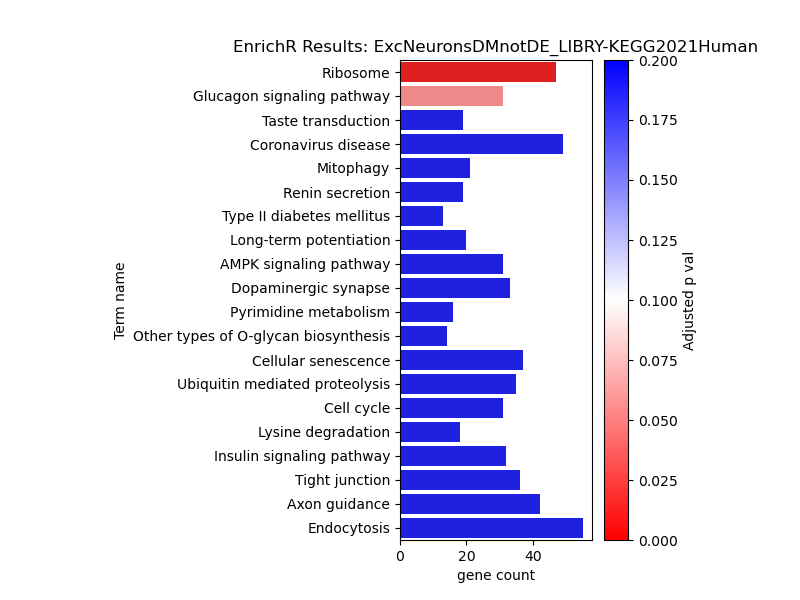 EnrichR Results: ExcNeuronsDMnotDE_LIBRY-KEGG2021Human
Ribosome
Glucagon signaling pathway
Taste transduction
Coronavirus disease
Mitophagy
Renin secretion
Type II diabetes mellitus
Long-term potentiation
AMPK signaling pathway
Dopaminergic synapse
Pyrimidine metabolism
Other types of O-glycan biosynthesis
Cellular senescence
Ubiquitin mediated proteolysis
Cell cycle
Lysine degradation
Insulin signaling pathway
Tight junction
Axon guidance
Endocytosis
Term name
0 20 40
gene count
0.200
0.175
0.150
0.125
0.100
0.075
0.050
0.025
0.000
Adjusted p val